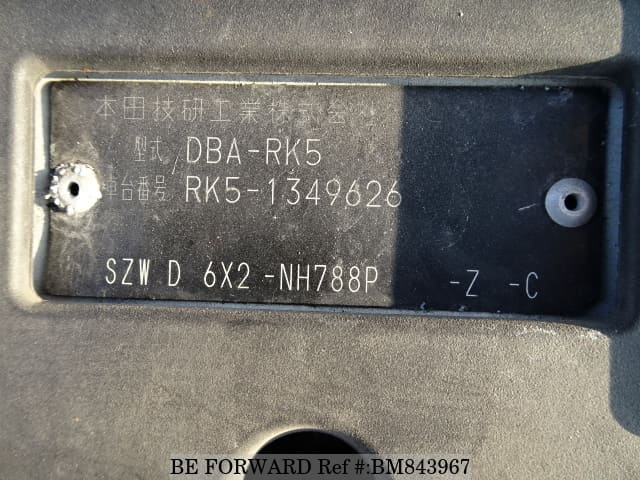 本田技研工業株式会社
型式 DBA-RK5
車台番号 RK5-1349626
SZW D 6X2 -NH788P -Z -C
BE FORWARD Ref #:BM843967